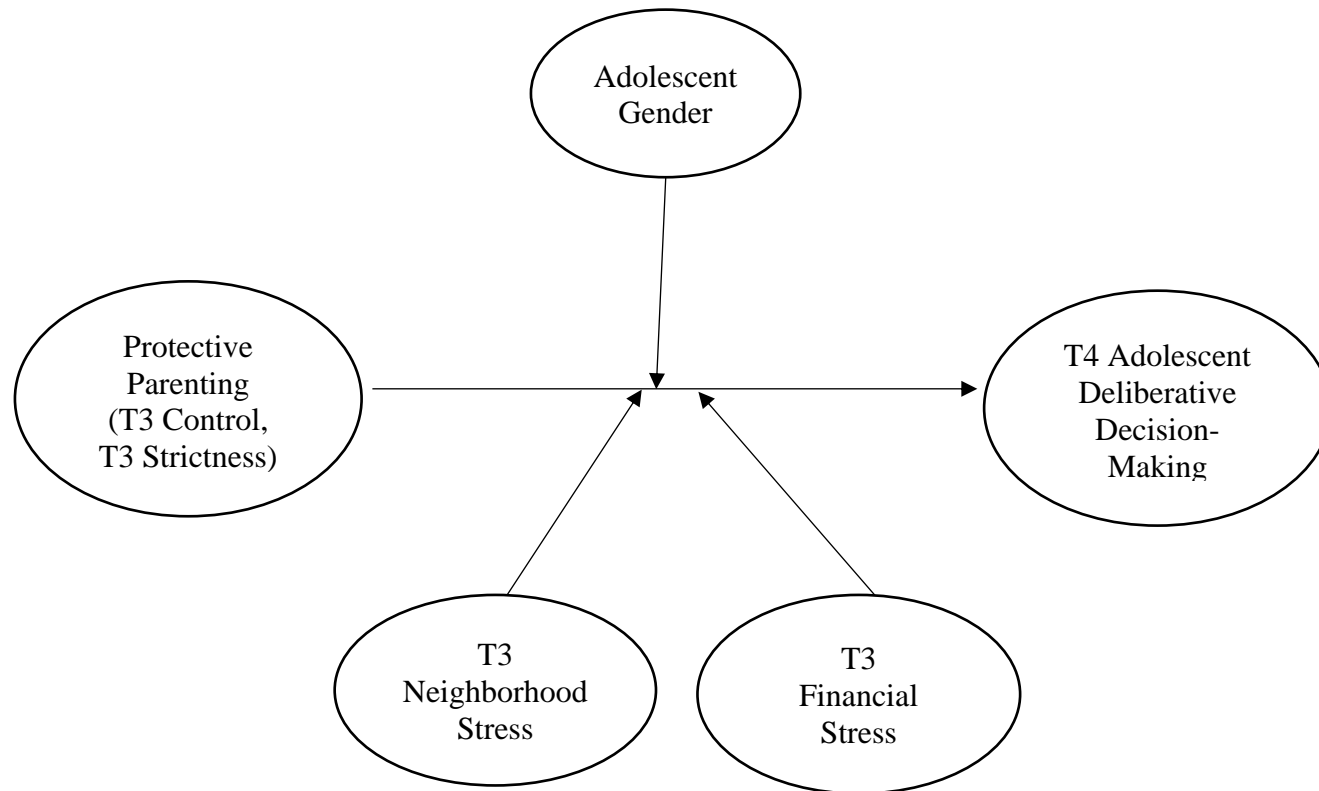 Adolescent
Gender
Protective
Parenting
(T3 Control,
T3 Strictness)
T4 Adolescent
Deliberative
Decision-
Making
T3
Neighborhood
Stress
T3
Financial
Stress